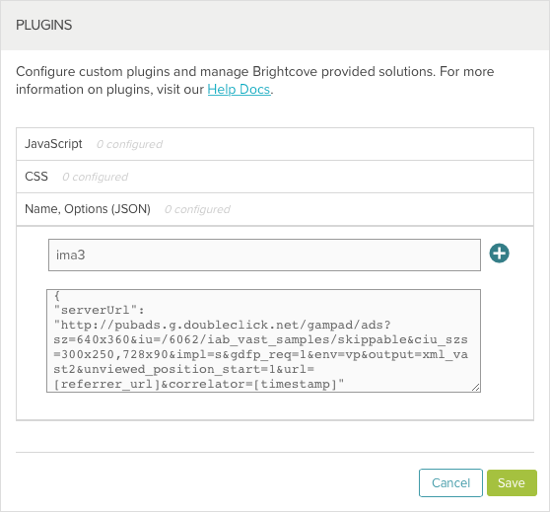 PLUGINS
Configure custom plugins and manage Brightcove provided solutions. For more
information on plugins, visit our Help Docs.
JavaScript 0 configured
CSS 0 configured
Name, Options (JSON) 0 configured
ima3
{
"serverUrl":
"http://pubads.g.doubleclick.net/gampad/ads?
sz=640x360&iu=/6062/iab_vast_samples/skippable&ciu_szs
=300x250,728x90&impl=s&gdfp_req=1&env=vp&output=xml_va
st2&unviewed_position_start=1&url=
[referrer_url]&correlator=[timestamp]"
Cancel Save